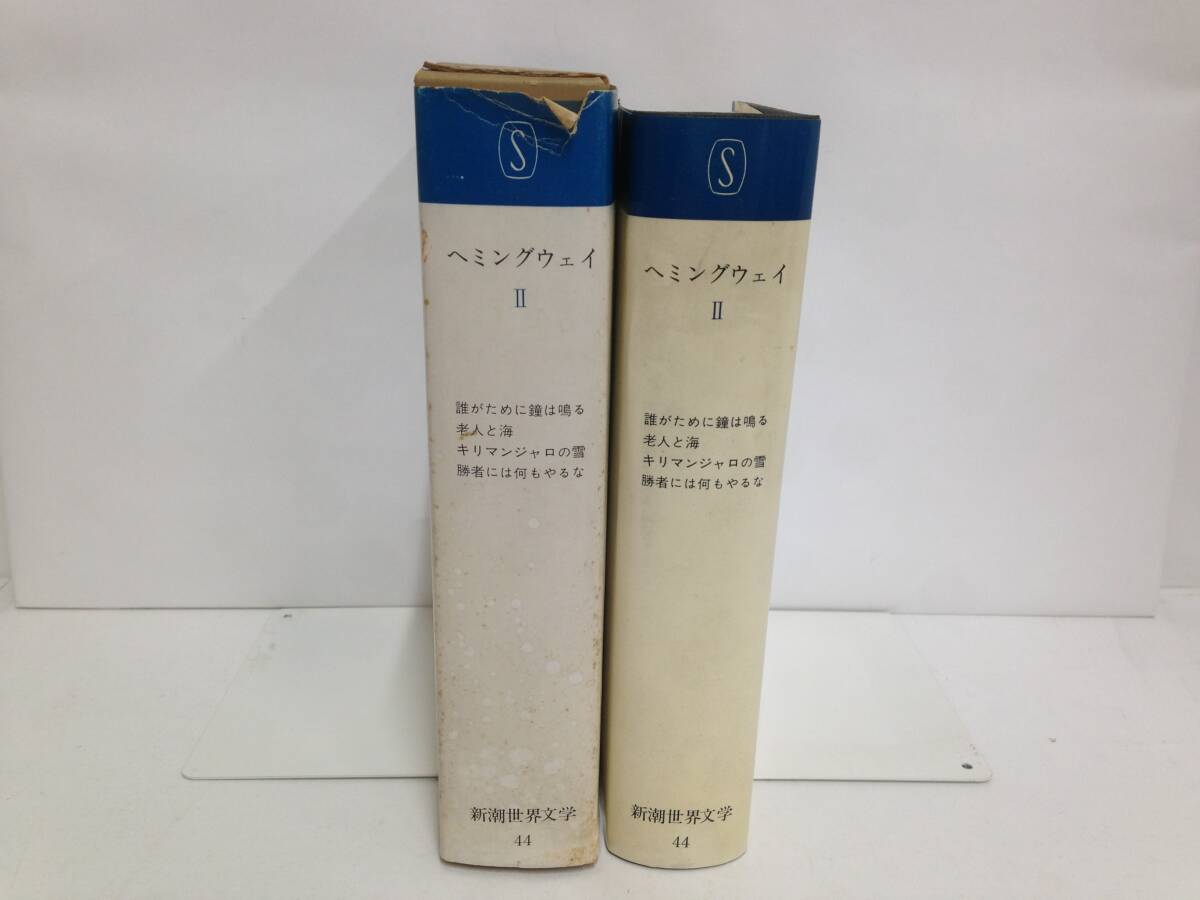 S
ヘミングウェイ
II
誰がために鐘は鳴る
老人と海
キリマンジャロの雪
勝者には何もやるな
新潮世界文学
44
S
ヘミングウェイ
II
誰がために鐘は鳴る
老人と海
キリマンジャロの雪
勝者には何もやるな
新潮世界文学
44